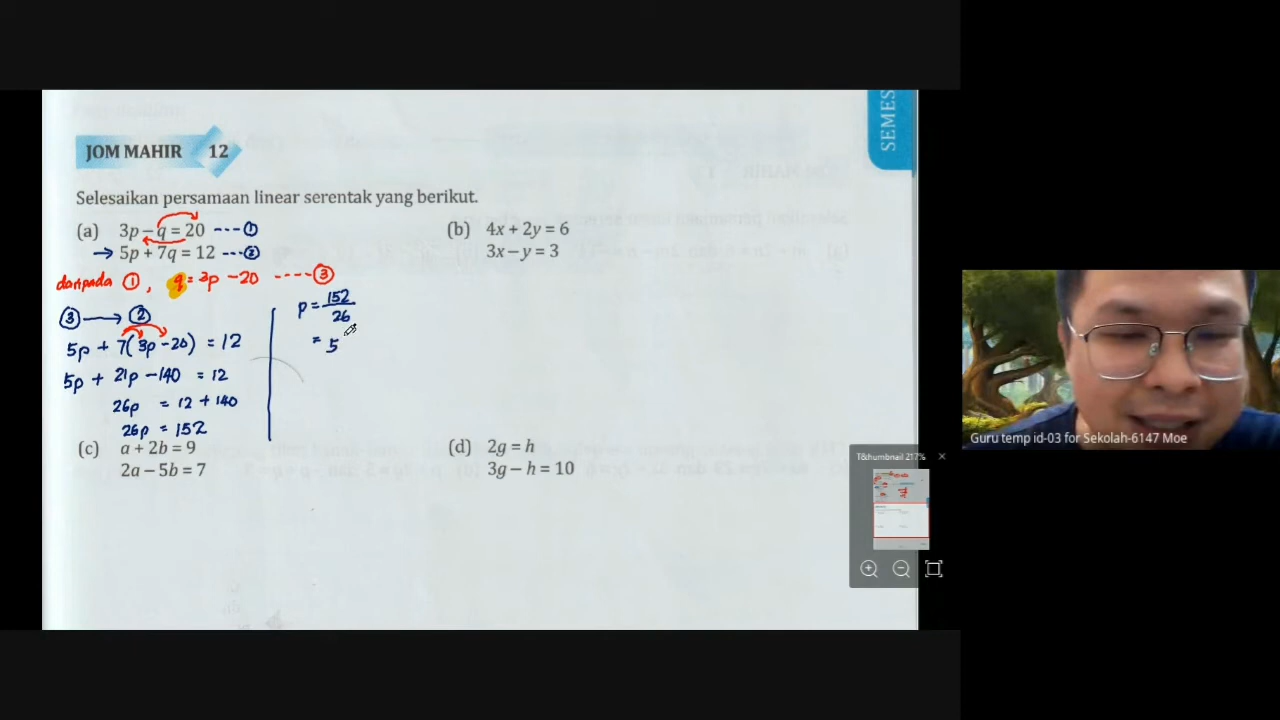 SEMES
JOM MAHIR 12
Selesaikan persamaan linear serentak yang berikut.
(a) 3p – q = 20 ---- ①
→ 5p + 7q = 12 --- ②
daripada ①, q = 3p - 20 ---- ③
③ → ②
5p + 7(3p - 20) = 12
5p + 21p - 140 = 12
26p = 12 + 140
26p = 152
p = 152/26
= 5
(b) 4x + 2y = 6
3x – y = 3
(c) a + 2b = 9
2a – 5b = 7
(d) 2g = h
3g – h = 10
Guru temp id-03 for Sekolah-6147 Moe
T&humbnail 217%